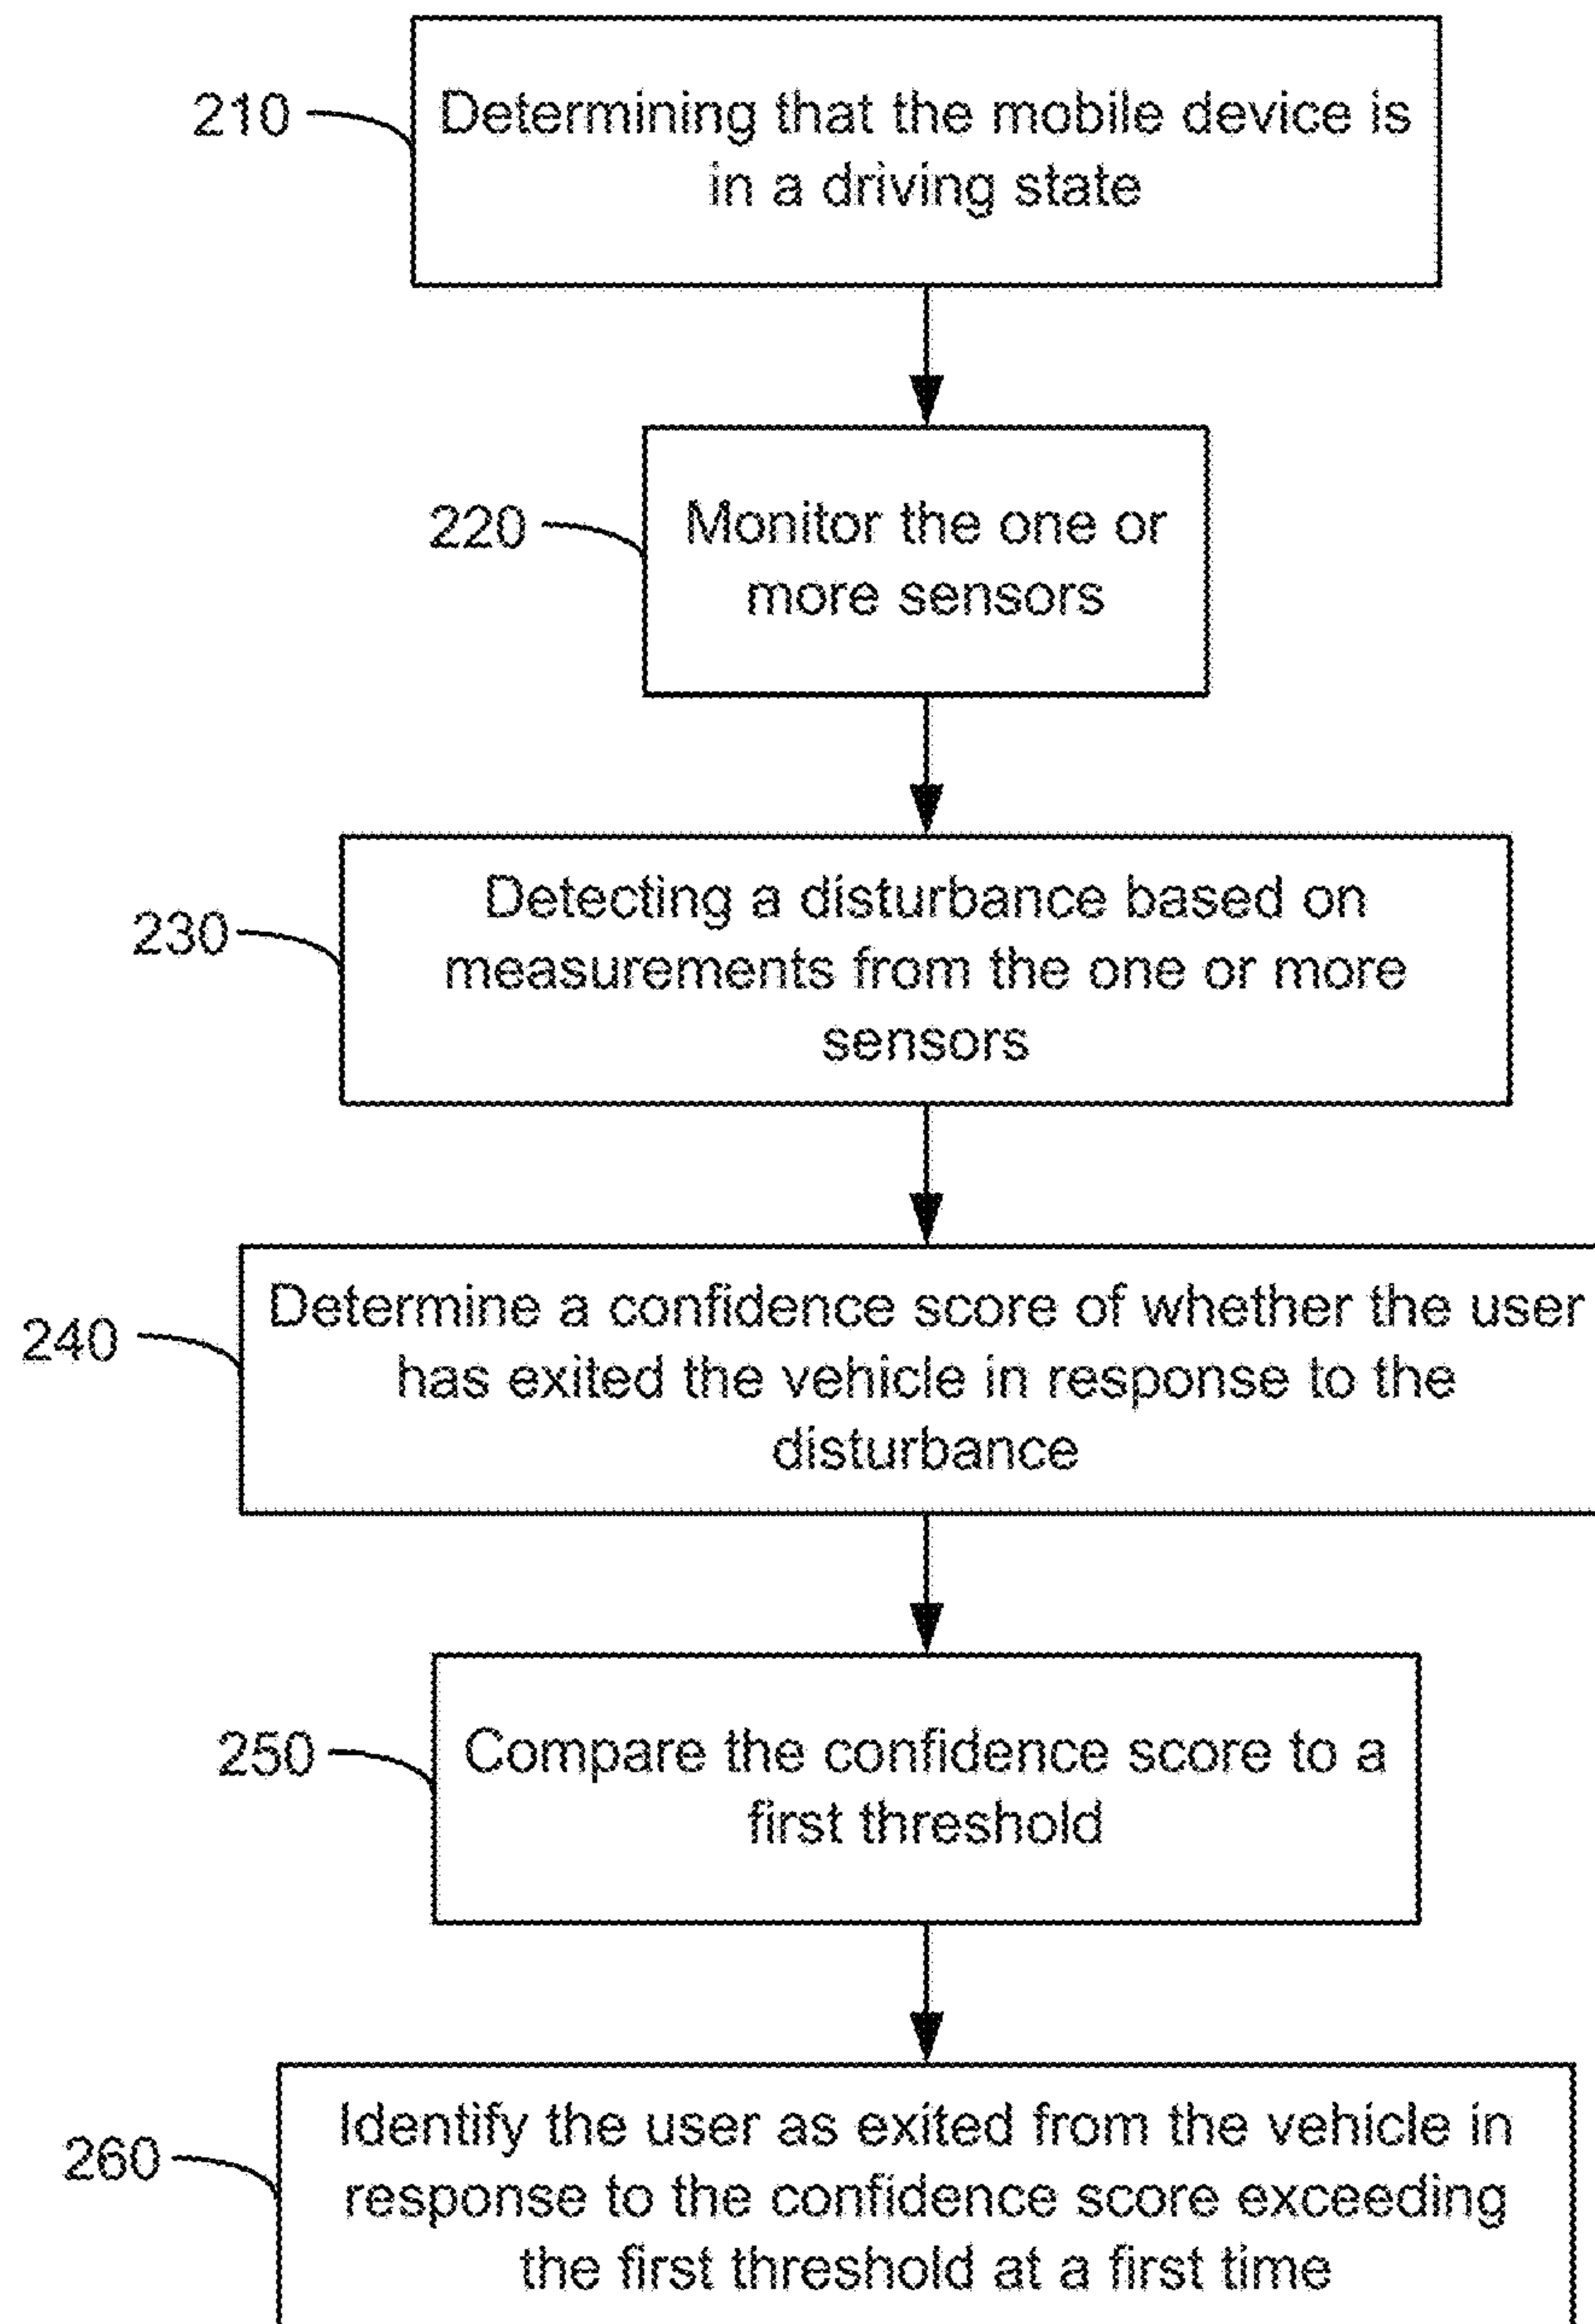 210
Determining that the mobile device is
in a driving state
220
Monitor the one or
more sensors
230
Detecting a disturbance based on
measurements from the one or more
sensors
240
Determine a confidence score of whether the user
has exited the vehicle in response to the
disturbance
250
Compare the confidence score to a
first threshold
260
Identify the user as exited from the vehicle in
response to the confidence score exceeding
the first threshold at a first time